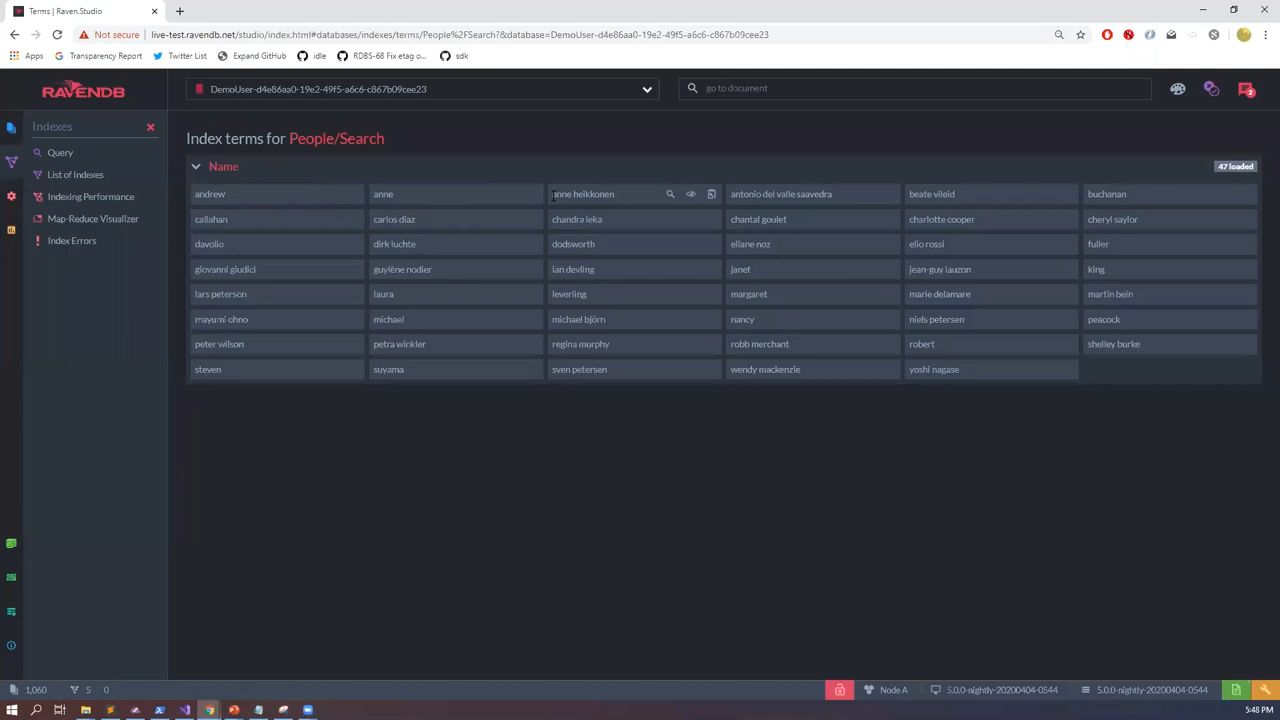 Terms | Raven.Studio
Not secure | live-test.ravendb.net/studio/index.html#databases/indexes/terms/People%2FSearch?&database=DemoUser-d4e86aa0-19e2-49f5-a6c6-c867b09cee23
Apps Transparency Report Twitter List Expand GitHub idle RDBS-68 Fix etag o... sdk
RAVENDB DemoUser-d4e86aa0-19e2-49f5-a6c6-c867b09cee23 go to document 2
Indexes
Query
List of Indexes
Indexing Performance
Map-Reduce Visualizer
Index Errors
Index terms for People/Search
Name 47 loaded
andrew anne anne heikkonen antonio del valle saavedra beate vileid buchanan
callahan carlos diaz chandra leka chantal goulet charlotte cooper cheryl saylor
davolio dirk luchte dodsworth eliane noz elio rossi fuller
giovanni giudici guylène nodier ian devling janet jean-guy lauzon king
lars peterson laura leverling margaret marie delamare martin bein
mayumi ohno michael michael björn nancy niels petersen peacock
peter wilson petra winkler regina murphy robb merchant robert shelley burke
steven suyama sven petersen wendy mackenzie yoshi nagase
1,060 5 0 Node A 5.0.0-nightly-20200404-0544 5.0.0-nightly-20200404-0544
5:48 PM